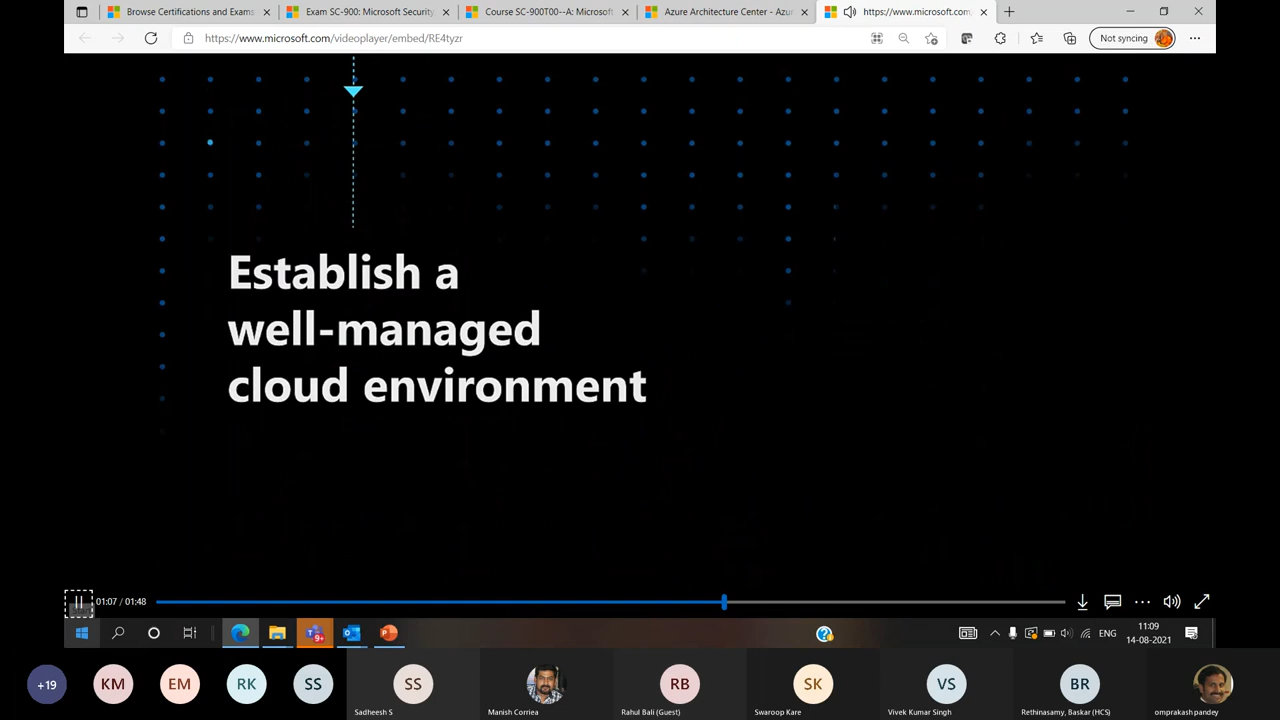 Browse Certifications and Exams
Exam SC-900: Microsoft Security,
Course SC-900T00--A: Microsoft
Azure Architecture Center - Azur
https://www.microsoft.com/
https://www.microsoft.com/videoplayer/embed/RE4tyzr
Not syncing
Establish a
well-managed
cloud environment
01:07 / 01:48
9+
ENG
11:09
14-08-2021
+19
KM
EM
RK
SS
SS
RB
SK
VS
BR
Sadheesh S
Manish Corriea
Rahul Bali (Guest)
Swaroop Kare
Vivek Kumar Singh
Rethinasamy, Baskar (HCS)
omprakash pandey